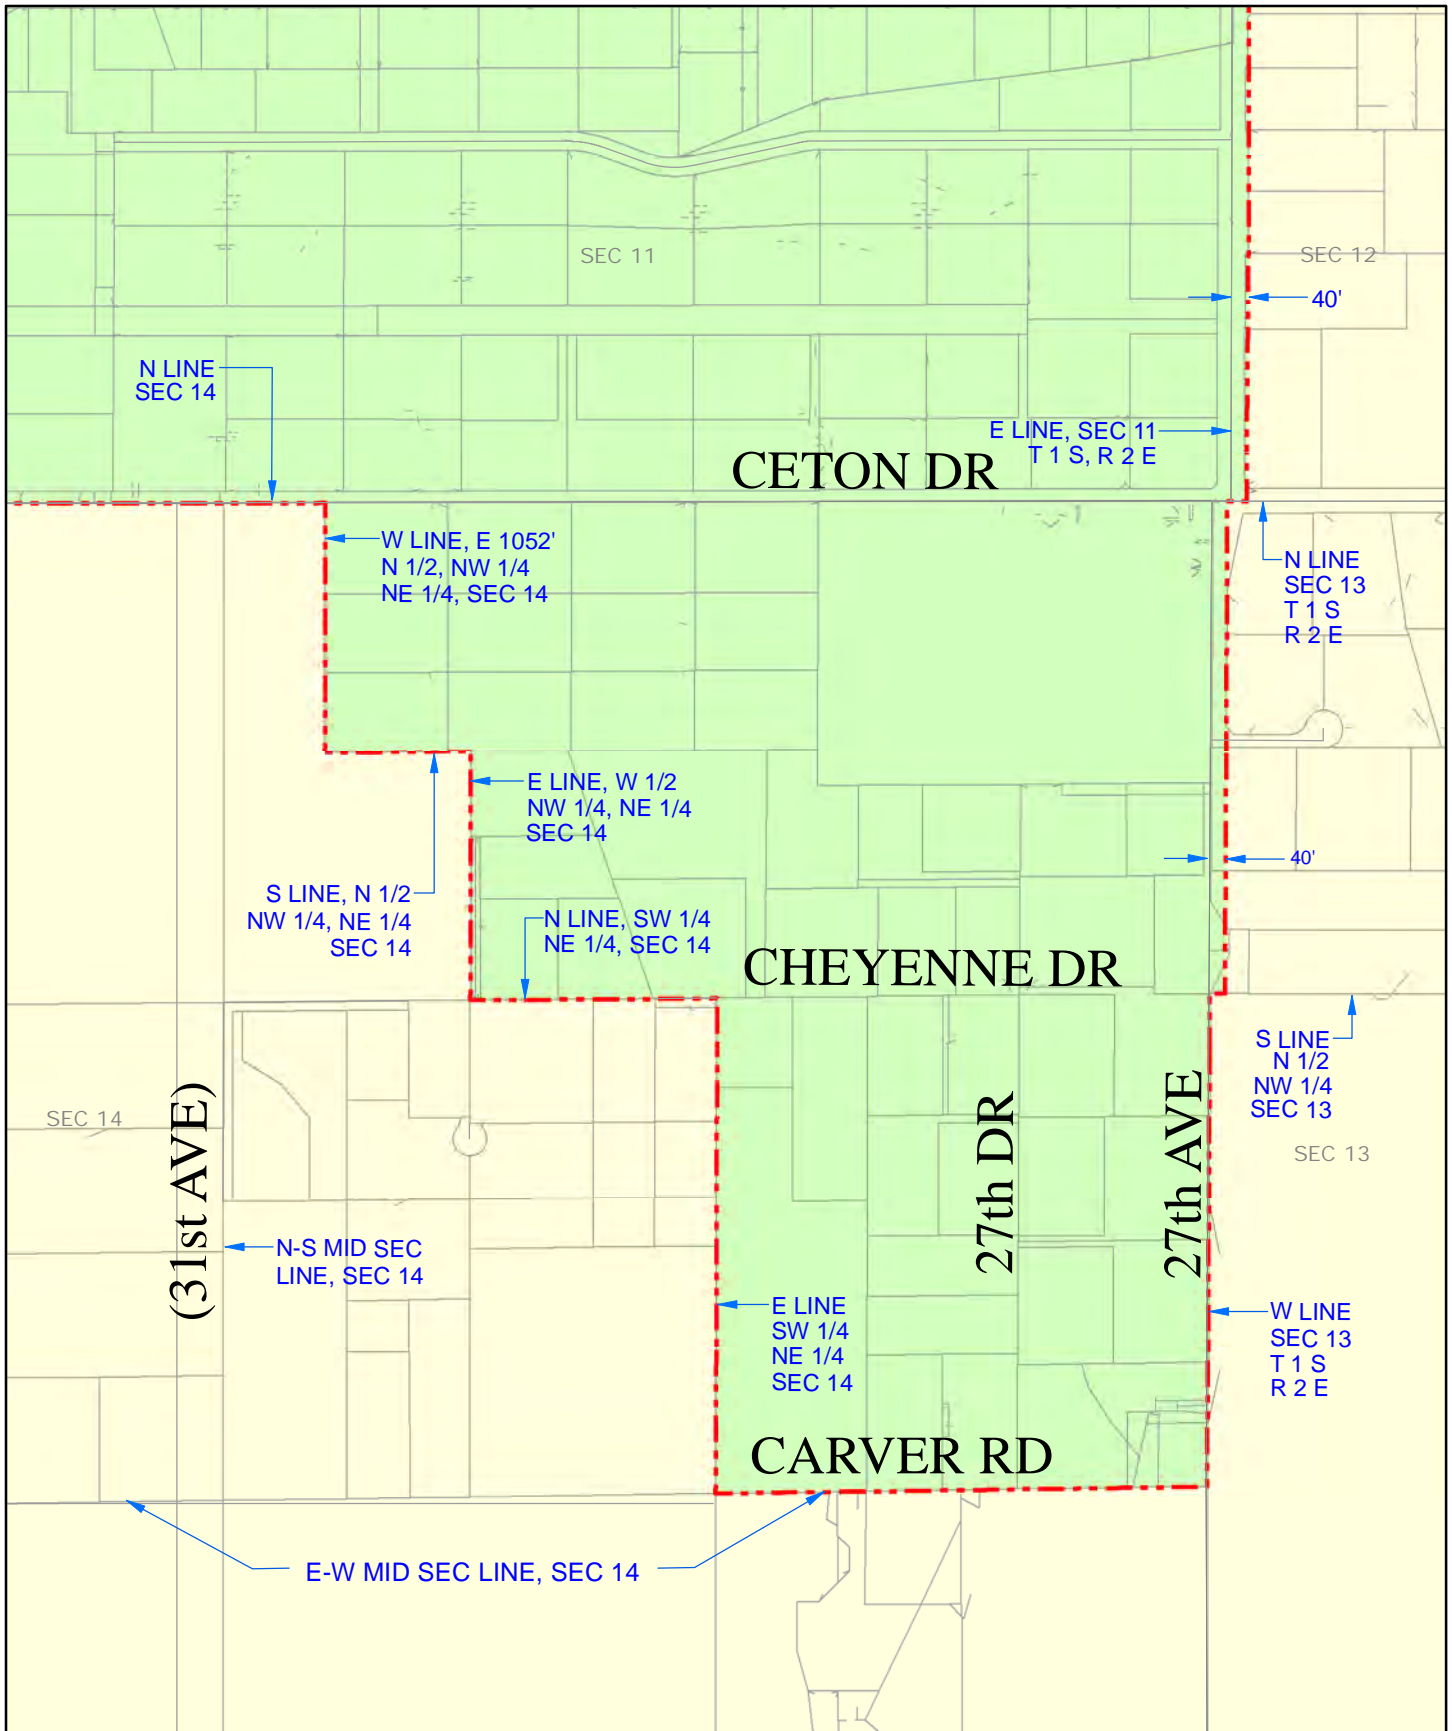 SEC 11
SEC 12
40'
N LINE
SEC 14
E LINE, SEC 11
T 1 S, R 2 E
CETON DR
W LINE, E 1052'
N 1/2, NW 1/4
NE 1/4, SEC 14
N LINE
SEC 13
T 1 S
R 2 E
E LINE, W 1/2
NW 1/4, NE 1/4
SEC 14
40'
S LINE, N 1/2
NW 1/4, NE 1/4
SEC 14
N LINE, SW 1/4
NE 1/4, SEC 14
CHEYENNE DR
S LINE
N 1/2
NW 1/4
SEC 13
SEC 14
(31st AVE)
27th DR
27th AVE
SEC 13
N-S MID SEC
LINE, SEC 14
E LINE
SW 1/4
NE 1/4
SEC 14
W LINE
SEC 13
T 1 S
R 2 E
CARVER RD
E-W MID SEC LINE, SEC 14